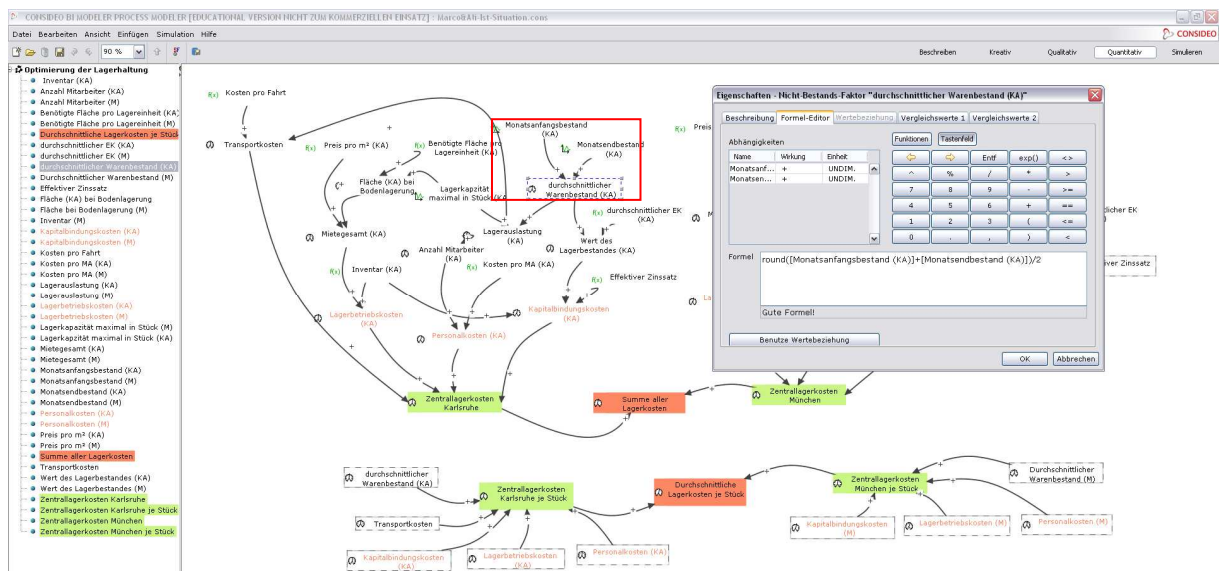 CONSIDEO BI MODELER PROCESS MODELER [EDUCATIONAL VERSION NICHT ZUM KOMMERZIELLEN EINSATZ] : Marco\rAir-Ist-Situation.cons
Datei Bearbeiten Ansicht Einfügen Simulation Hilfe
CONSIDEO
90 %
Beschreiben
Kreativ
Qualitativ
Quantitativ
Simulieren
Optimierung der Lagerhaltung
Inventar (KA)
Anzahl Mitarbeiter (KA)
Anzahl Mitarbeiter (M)
Benötigte Fläche pro Lagereinheit (KA)
Benötigte Fläche pro Lagereinheit (M)
Durchschnittliche Lagerkosten je Stück
durchschnittlicher EK (KA)
durchschnittlicher EK (M)
durchschnittlicher Warenbestand (KA)
Durchschnittlicher Warenbestand (M)
Effektiver Zinssatz
Fläche (KA) bei Bodenlagerung
Fläche bei Bodenlagerung (M)
Inventar (M)
Kapitalbindungskosten (KA)
Kapitalbindungskosten (M)
Kosten pro Fahrt
Kosten pro MA (KA)
Kosten pro MA (M)
Lagerauslastung (KA)
Lagerauslastung (M)
Lagerbetriebskosten (KA)
Lagerbetriebskosten (M)
Lagerkapazität maximal in Stück (M)
Lagerkapzität maximal in Stück (KA)
Mietegesamt (KA)
Mietegesamt (M)
Monatsanfangsbestand (KA)
Monatsanfangsbestand (M)
Monatsendbestand (KA)
Monatsendbestand (M)
Personalkosten (KA)
Personalkosten (M)
Preis pro m² (KA)
Preis pro m² (M)
Summe aller Lagerkosten
Transportkosten
Wert des Lagerbestandes (KA)
Wert des Lagerbestandes (M)
Zentrallagerkosten Karlsruhe
Zentrallagerkosten Karlsruhe je Stück
Zentrallagerkosten München
Zentrallagerkosten München je Stück
f(x) Kosten pro Fahrt
Transportkosten
f(x) Preis pro m² (KA)
f(x) Benötigte Fläche pro
Lagereinheit (KA)
Monatsanfangsbestand
(KA)
Monatsendbestand
(KA)
Fläche (KA) bei
Bodenlagerung
Lagerkapzität
maximal in Stück (KA)
durchschnittlicher
Warenbestand (KA)
f(x) durchschnittlicher EK
(KA)
Mietegesamt (KA)
Anzahl Mitarbeiter
(KA)
Lagerauslastung
(KA)
Wert des
Lagerbestandes (KA)
f(x) Inventar (KA)
f(x) Kosten pro MA (KA)
f(x) Effektiver Zinssatz
Lagerbetriebskosten
(KA)
Personalkosten (KA)
Kapitalbindungskosten
(KA)
Zentrallagerkosten
Karlsruhe
Summe aller
Lagerkosten
Zentrallagerkosten
München
f(x) Preis
f(x)
dlicher EK
iver Zinssatz
Eigenschaften - Nicht-Bestands-Faktor "durchschnittlicher Warenbestand (KA)"
Beschreibung Formel-Editor Wertebeziehung Vergleichswerte 1 Vergleichswerte 2
Abhängigkeiten
Name Wirkung Einheit
Monatsanf... + UNDIM.
Monatsen... + UNDIM.
Funktionen Tastenfeld
Entf exp() <>
^ % / * >
7 8 9 - >=
4 5 6 + ==
1 2 3 ( <=
0 . , ) <
Formel
round([Monatsanfangsbestand (KA)]+[Monatsendbestand (KA)])/2
Gute Formel!
Benutze Wertebeziehung
OK Abbrechen
durchschnittlicher
Warenbestand (KA)
Transportkosten
Kapitalbindungskosten
(KA)
Lagerbetriebskosten
(KA)
Personalkosten (KA)
Zentrallagerkosten
Karlsruhe je Stück
Durchschnittliche
Lagerkosten je Stück
Zentrallagerkosten
München je Stück
Durchschnittlicher
Warenbestand (M)
Kapitalbindungskosten
(M)
Lagerbetriebskosten (M)
Personalkosten (M)